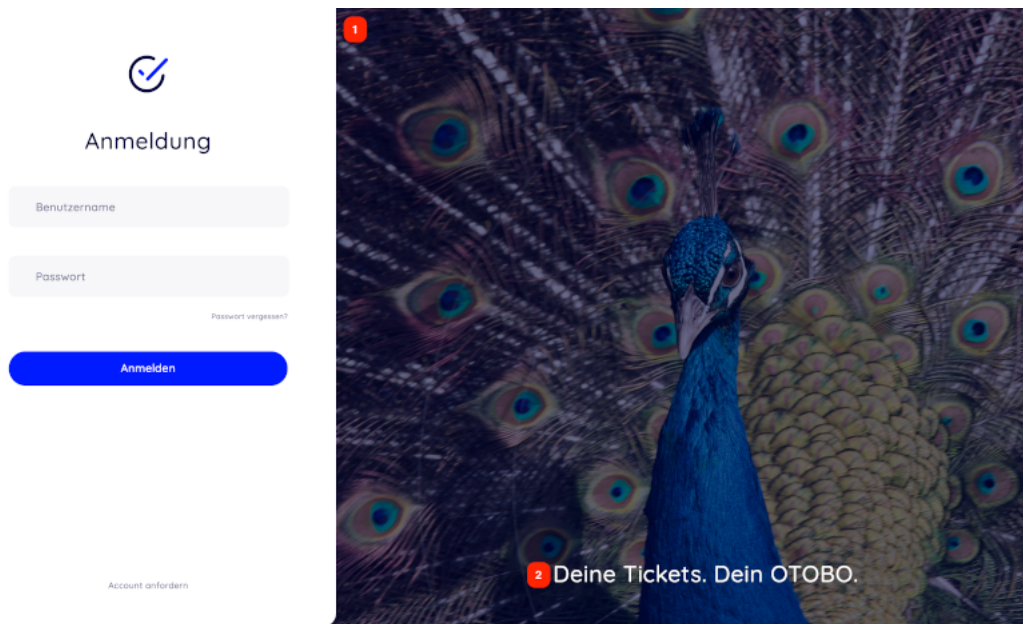 Anmeldung
Benutzername
Passwort
Passwort vergessen?
Anmelden
Account anfordern
1
2 Deine Tickets. Dein OTOBO.